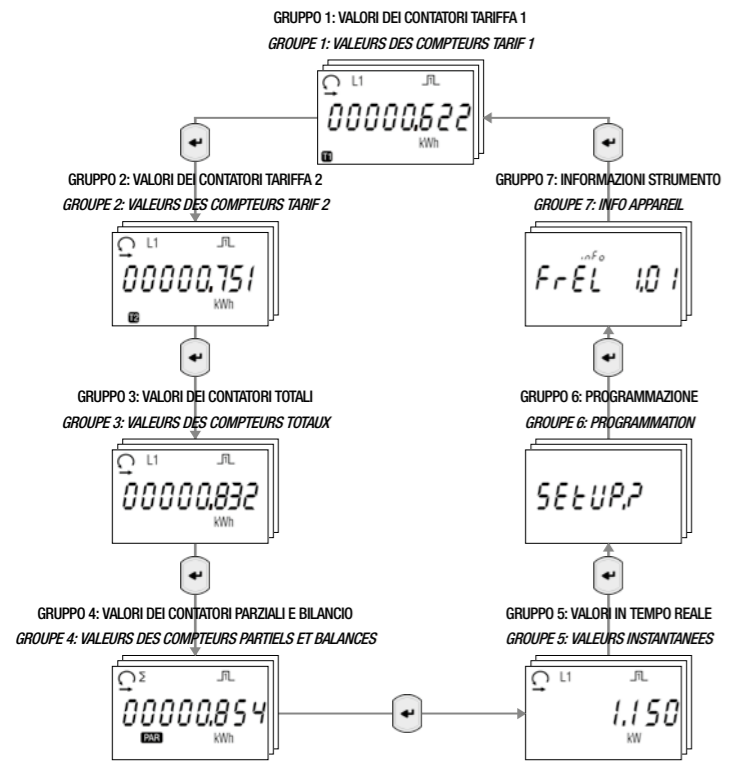 GRUPPO 1: VALORI DEI CONTATORI TARIFFA 1
GROUPE 1: VALEURS DES COMPTEURS TARIF 1
L1
00000,622
kWh
T1
GRUPPO 2: VALORI DEI CONTATORI TARIFFA 2
GROUPE 2: VALEURS DES COMPTEURS TARIF 2
L1
00000,751
kWh
T2
GRUPPO 3: VALORI DEI CONTATORI TOTALI
GROUPE 3: VALEURS DES COMPTEURS TOTAUX
L1
00000,832
kWh
GRUPPO 4: VALORI DEI CONTATORI PARZIALI E BILANCIO
GROUPE 4: VALEURS DES COMPTEURS PARTIELS ET BALANCES
Σ
00000,854
PAR kWh
GRUPPO 5: VALORI IN TEMPO REALE
GROUPE 5: VALEURS INSTANTANEES
L1
1.150
kW
GRUPPO 6: PROGRAMMAZIONE
GROUPE 6: PROGRAMMATION
SEtUP,?
GRUPPO 7: INFORMAZIONI STRUMENTO
GROUPE 7: INFO APPAREIL
inFo
FrEL 1,01